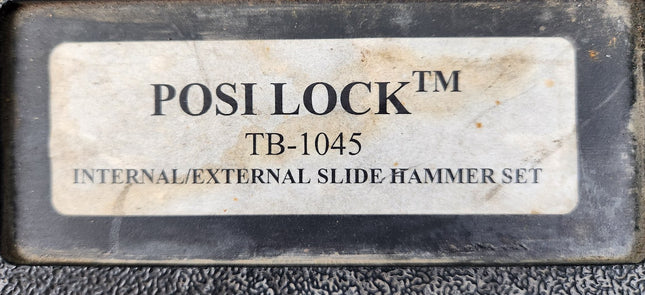 POSI LOCK™
TB-1045
INTERNAL/EXTERNAL SLIDE HAMMER SET